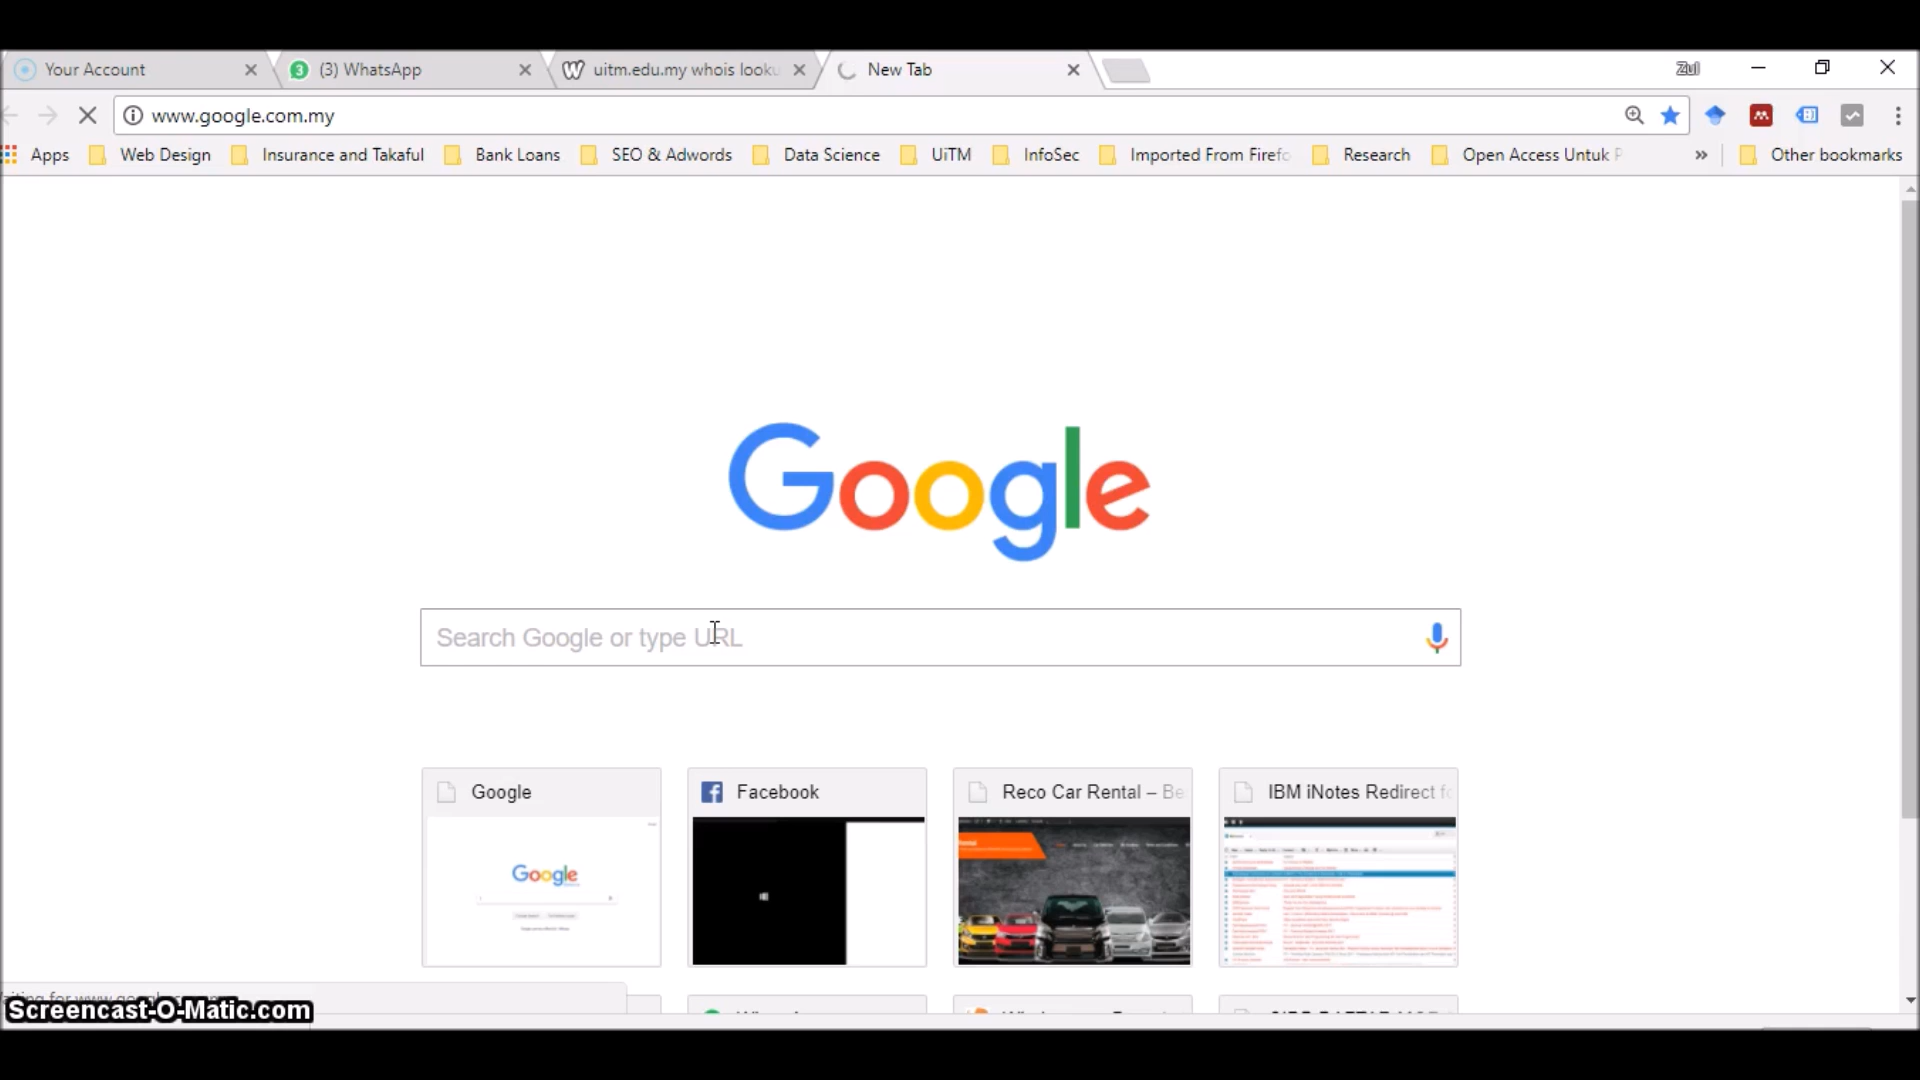 Your Account
(3) WhatsApp
uitm.edu.my whois looku
New Tab
Zul
www.google.com.my
Apps
Web Design
Insurance and Takaful
Bank Loans
SEO & Adwords
Data Science
UiTM
InfoSec
Imported From Firefo
Research
Open Access Untuk P
Other bookmarks
Google
Search Google or type URL
Google
Facebook
Reco Car Rental – Be
IBM iNotes Redirect fo
Google
Screencast-O-Matic.com